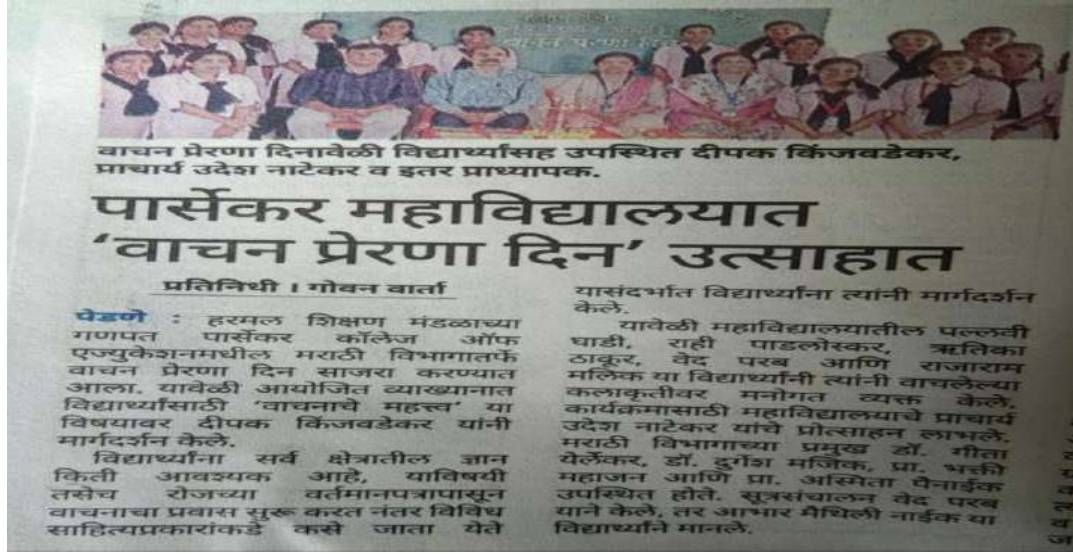 वाचन प्रेरणा दिनावेळी विद्यार्थ्यांसह उपस्थित दीपक किंजवडेकर,
प्राचार्य उदेश नाटेकर व इतर प्राध्यापक.
पार्सेकर महाविद्यालयात
‘वाचन प्रेरणा दिन’ उत्साहात
प्रतिनिधी । गोवन वार्ता
पेडणे : हरमल शिक्षण मंडळाच्या
गणपत पार्सेकर कॉलेज ऑफ
एज्युकेशनमधील मराठी विभागातर्फे
वाचन प्रेरणा दिन साजरा करण्यात
आला. यावेळी आयोजित व्याख्यानात
विद्यार्थ्यांसाठी ‘वाचनाचे महत्त्व’ या
विषयावर दीपक किंजवडेकर यांनी
मार्गदर्शन केले.
विद्यार्थ्यांना सर्व क्षेत्रातील ज्ञान
किती आवश्यक आहे, याविषयी
तसेच रोजच्या वर्तमानपत्रापासून
वाचनाचा प्रवास सुरू करत नंतर विविध
साहित्यप्रकारांकडे कसे जाता येते
यासंदर्भात विद्यार्थ्यांना त्यांनी मार्गदर्शन
केले.
यावेळी महाविद्यालयातील पल्लवी
घाडी, राही पाडलोस्कर, ऋतिका
ठाकूर, वेद परब आणि राजाराम
मलिक या विद्यार्थ्यांनी त्यांनी वाचलेल्या
कलाकृतीवर मनोगत व्यक्त केले.
कार्यक्रमासाठी महाविद्यालयाचे प्राचार्य
उदेश नाटेकर यांचे प्रोत्साहन लाभले.
मराठी विभागाच्या प्रमुख डॉ. गीता
येर्लेकर, डॉ. दुर्गेश मजिक, प्रा. भक्ती
महाजन आणि प्रा. अस्मिता पैनाईक
उपस्थित होते. सूत्रसंचालन वेद परब
याने केले, तर आभार मैथिली नाईक या
विद्यार्थ्याने मानले.